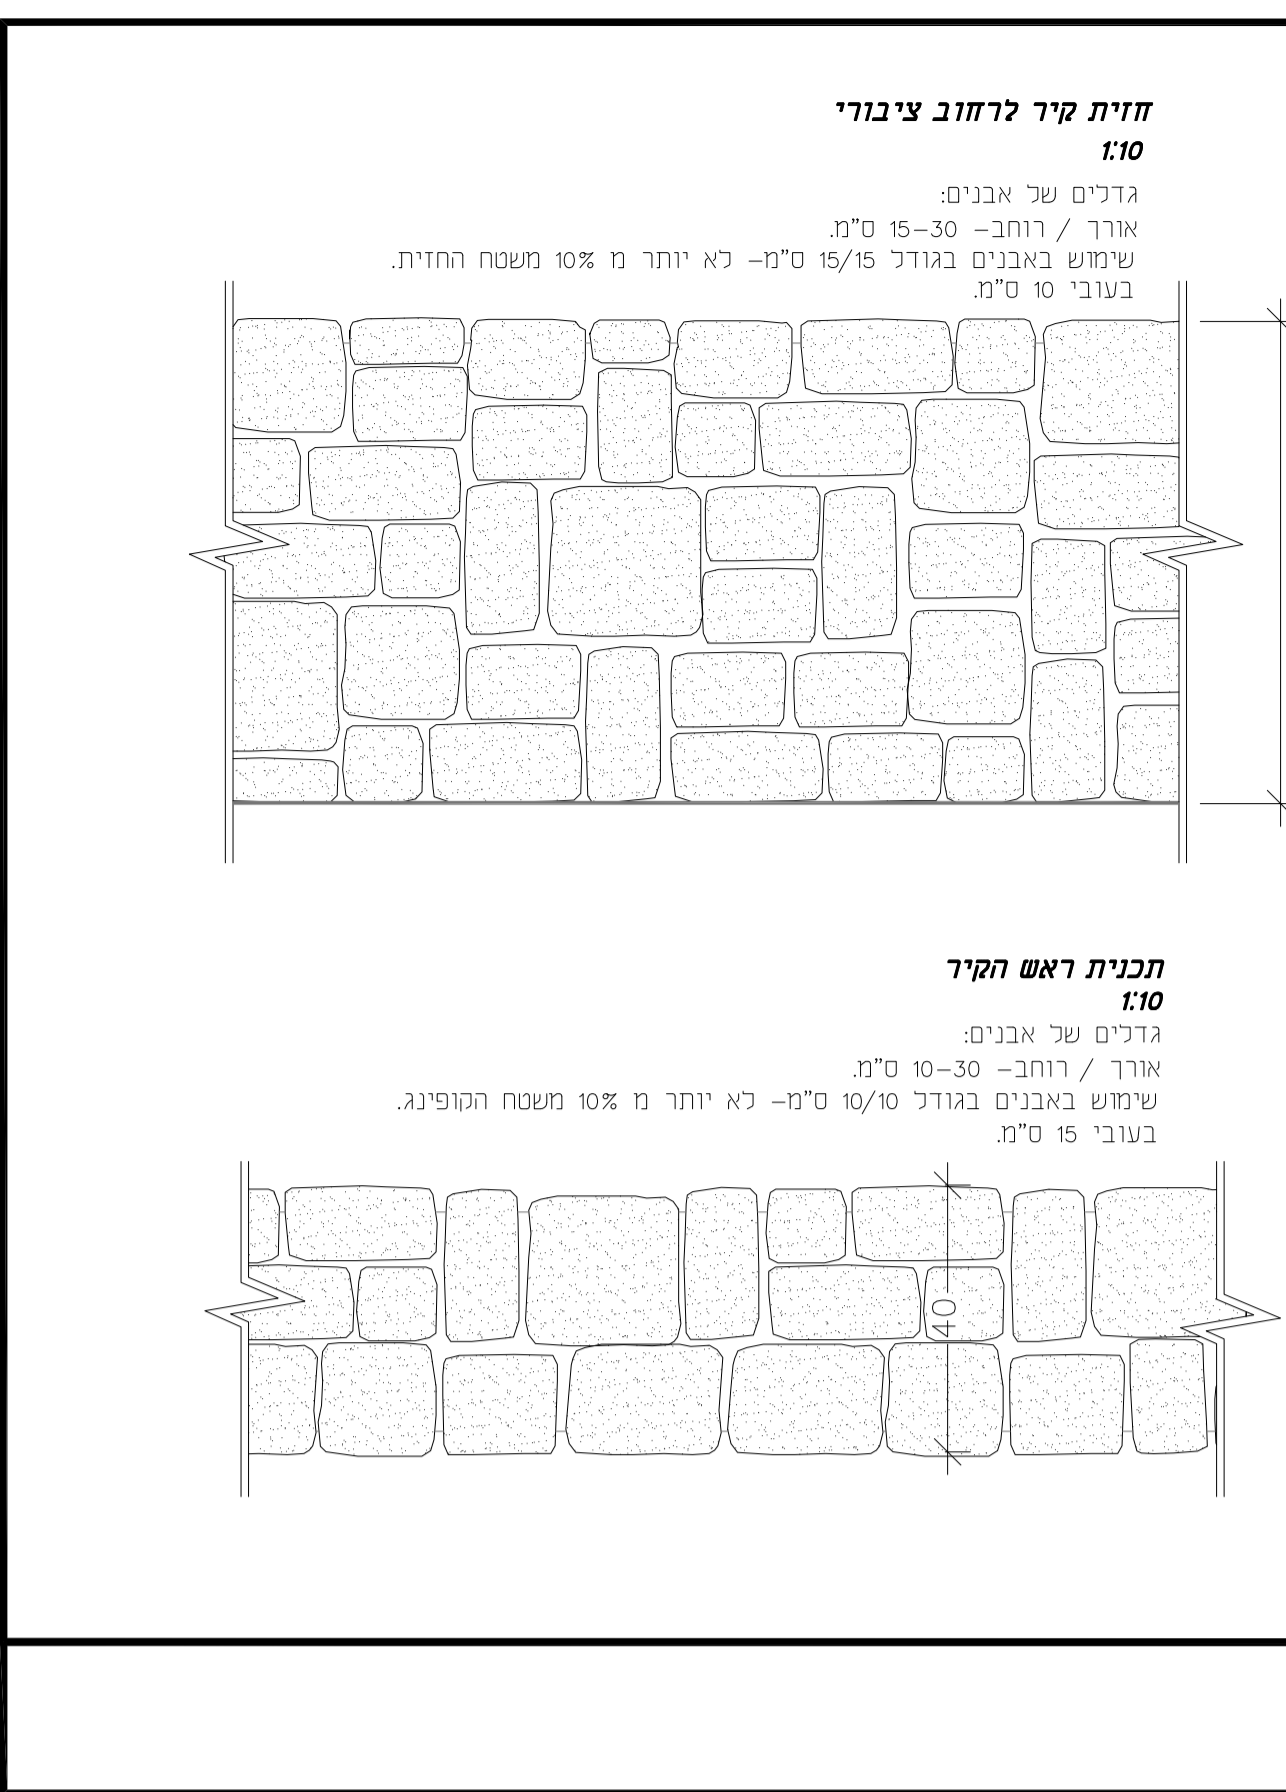 חזית קיר לרחוב ציבורי
1:10
גדלים של אבנים:
אורך / רוחב– 15–30 ס"מ.
שימוש באבנים בגודל 15/15 ס"מ– לא יותר מ 10% משטח החזית.
בעובי 10 ס"מ.
תכנית ראש הקיר
1:10
גדלים של אבנים:
אורך / רוחב– 10–30 ס"מ.
שימוש באבנים בגודל 10/10 ס"מ– לא יותר מ 10% משטח הקופינג.
בעובי 15 ס"מ.
40